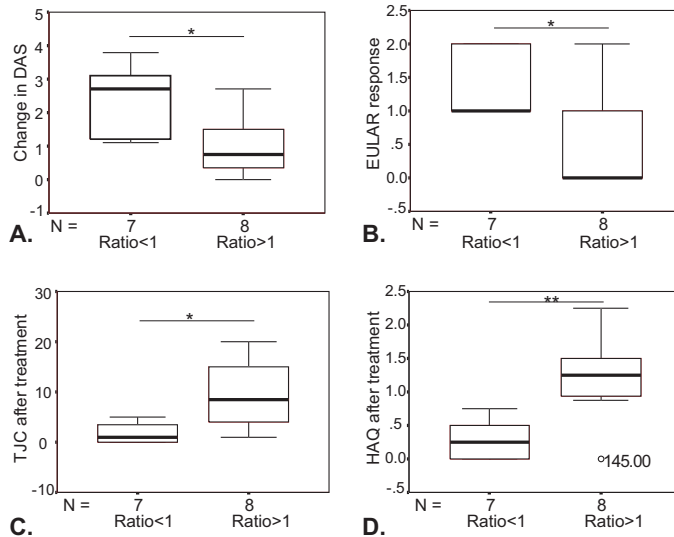 5
4
3
2
1
0
-1
Change in DAS
*
N = 7 8
Ratio<1 Ratio>1
A.
2.5
2.0
1.5
1.0
.5
0.0
-.5
EULAR response
*
N = 7 8
Ratio<1 Ratio>1
B.
30
20
10
0
-10
TJC after treatment
*
N = 7 8
Ratio<1 Ratio>1
C.
2.5
2.0
1.5
1.0
.5
0.0
-.5
HAQ after treatment
**
145.00
N = 7 8
Ratio<1 Ratio>1
D.